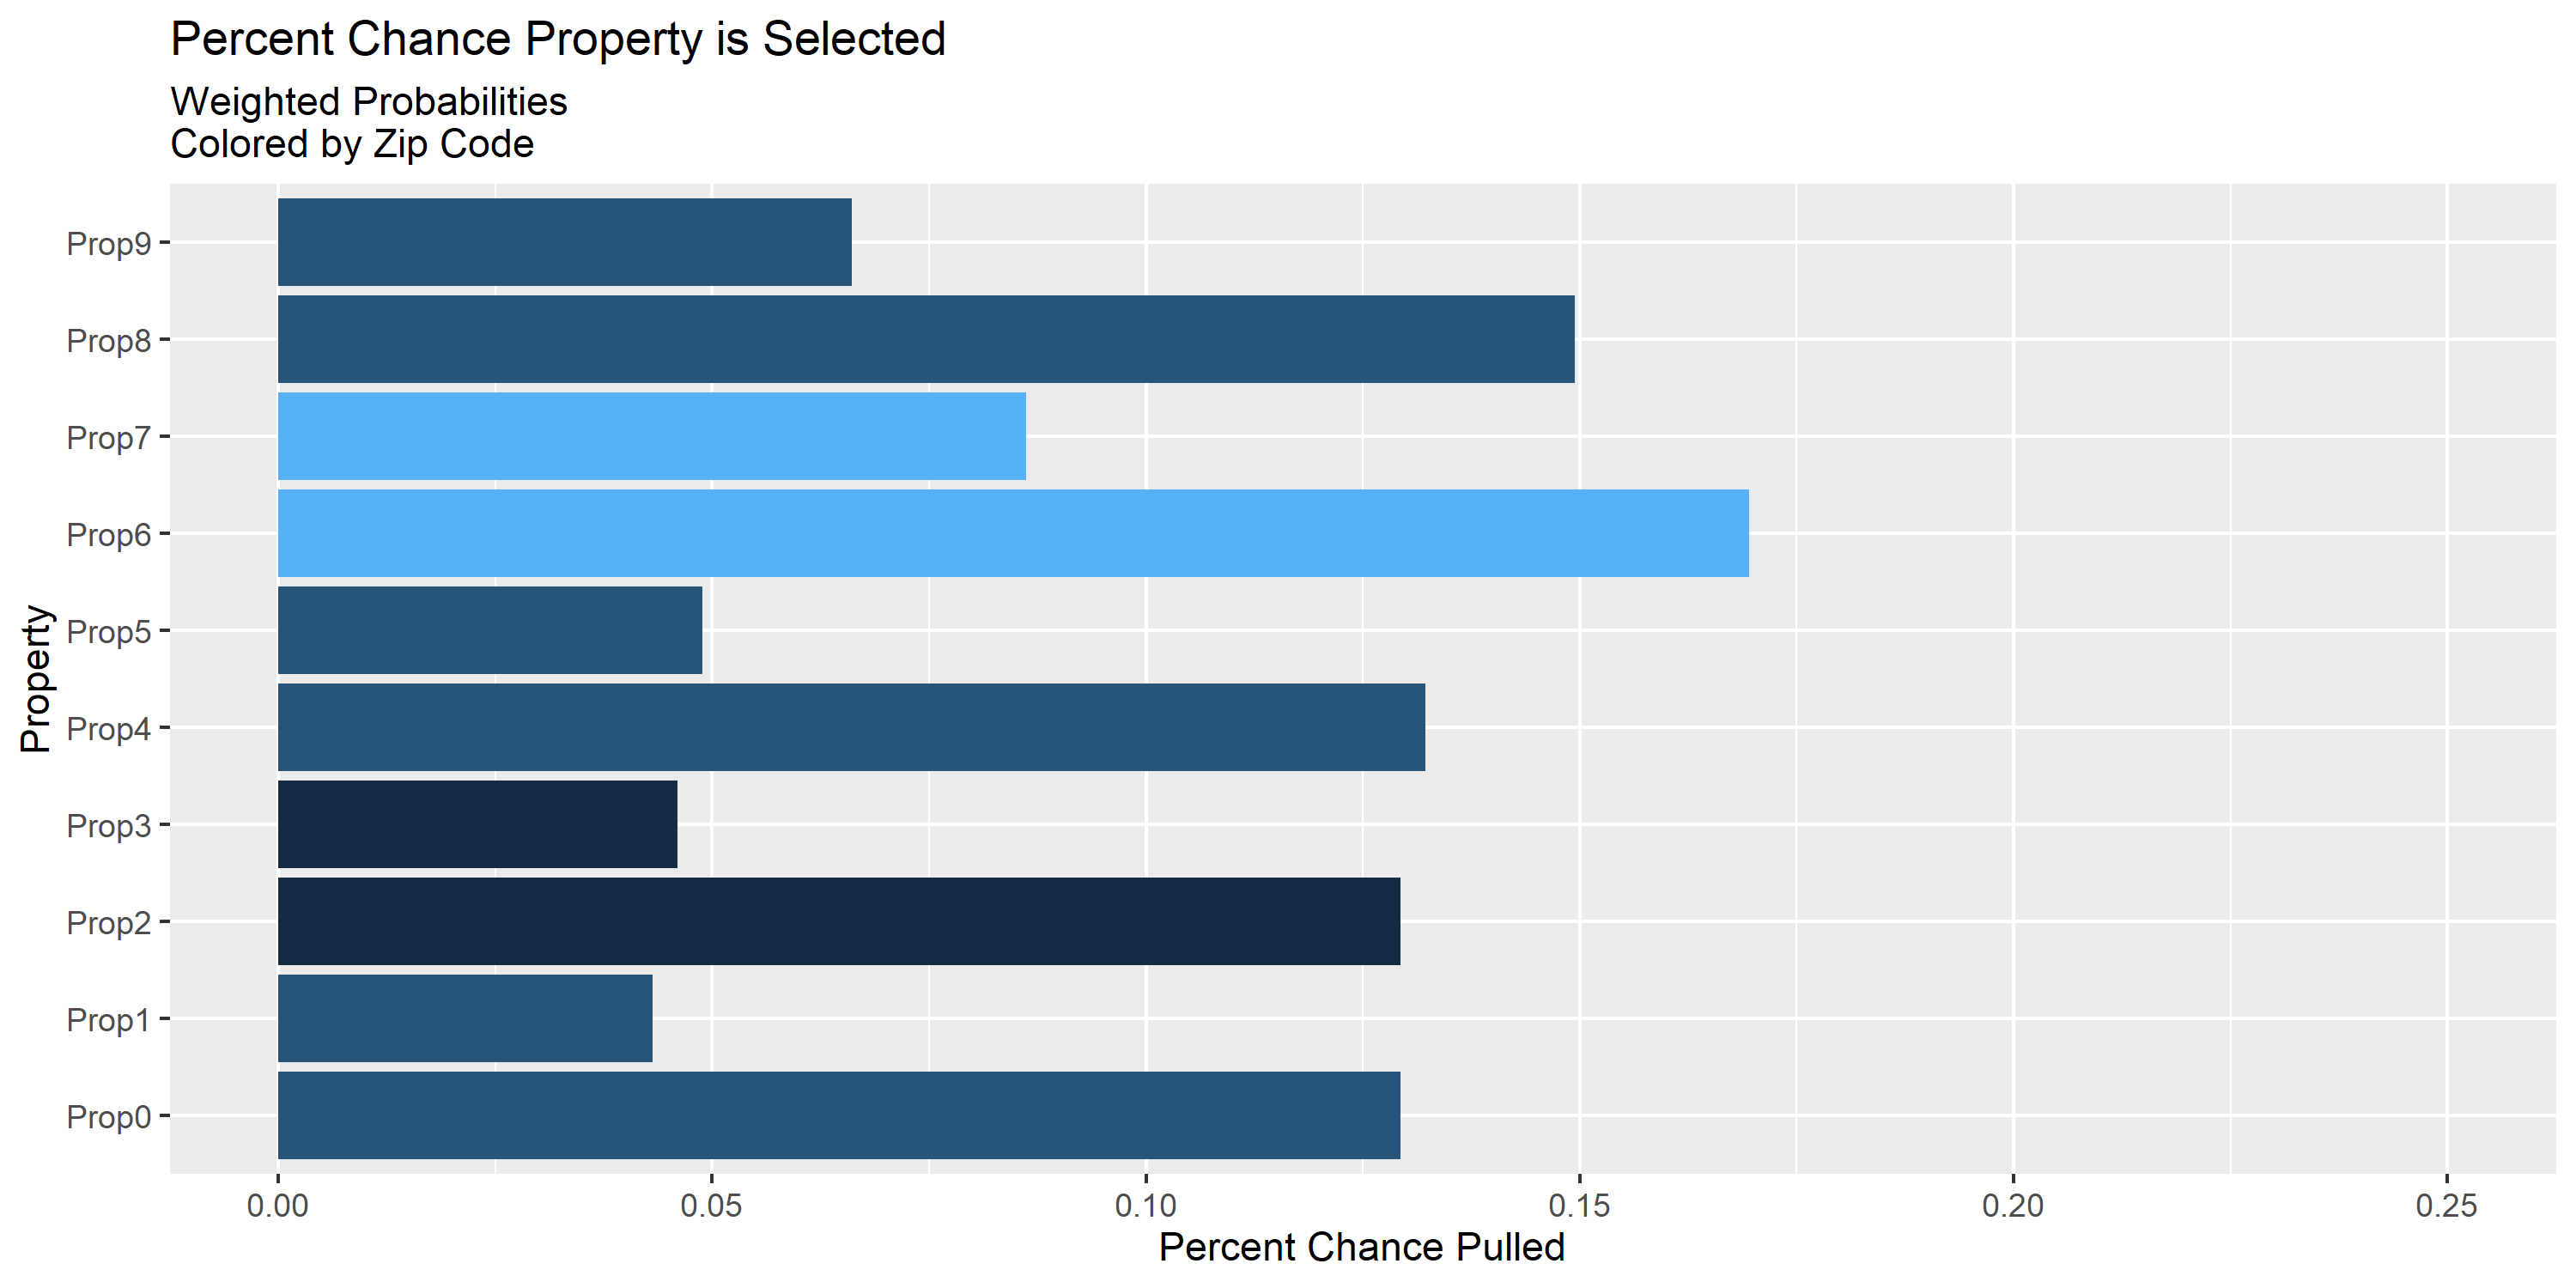 Percent Chance Property is Selected
Weighted Probabilities
Colored by Zip Code
Property
Prop9
Prop8
Prop7
Prop6
Prop5
Prop4
Prop3
Prop2
Prop1
Prop0
0.00 0.05 0.10 0.15 0.20 0.25
Percent Chance Pulled